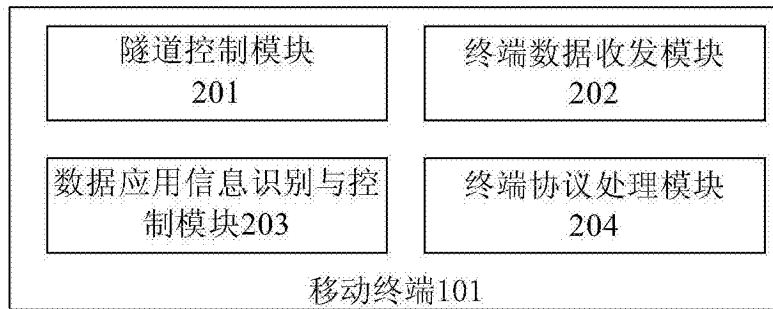 隧道控制模块
201
终端数据收发模块
202
数据应用信息识别与控
制模块203
终端协议处理模块
204
移动终端101